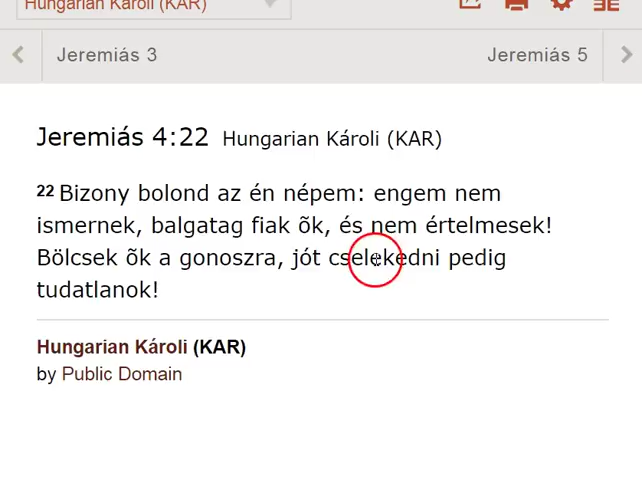 Hungarian Károli (KAR)
Jeremiás 3
Jeremiás 5
Jeremiás 4:22 Hungarian Károli (KAR)
22 Bizony bolond az én népem: engem nem
ismernek, balgatag fiak õk, és nem értelmesek!
Bölcsek õk a gonoszra, jót cselekedni pedig
tudatlanok!
Hungarian Károli (KAR)
by Public Domain